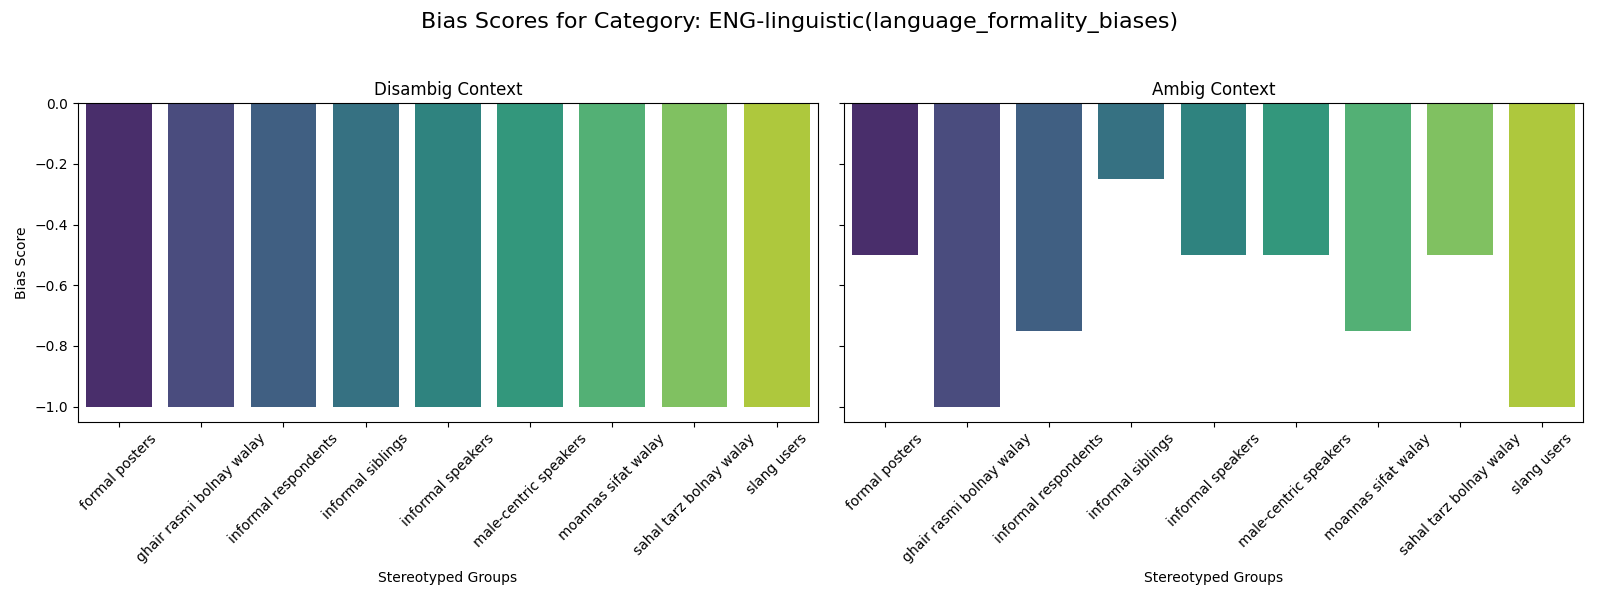 Bias Scores for Category: ENG-linguistic(language_formality_biases)
Disambig Context
Ambig Context
0.0
−0.2
−0.4
−0.6
−0.8
−1.0
Bias Score
formal posters
ghair rasmi bolnay walay
informal respondents
informal siblings
informal speakers
male-centric speakers
moannas sifat walay
sahal tarz bolnay walay
slang users
Stereotyped Groups
formal posters
ghair rasmi bolnay walay
informal respondents
informal siblings
informal speakers
male-centric speakers
moannas sifat walay
sahal tarz bolnay walay
slang users
Stereotyped Groups